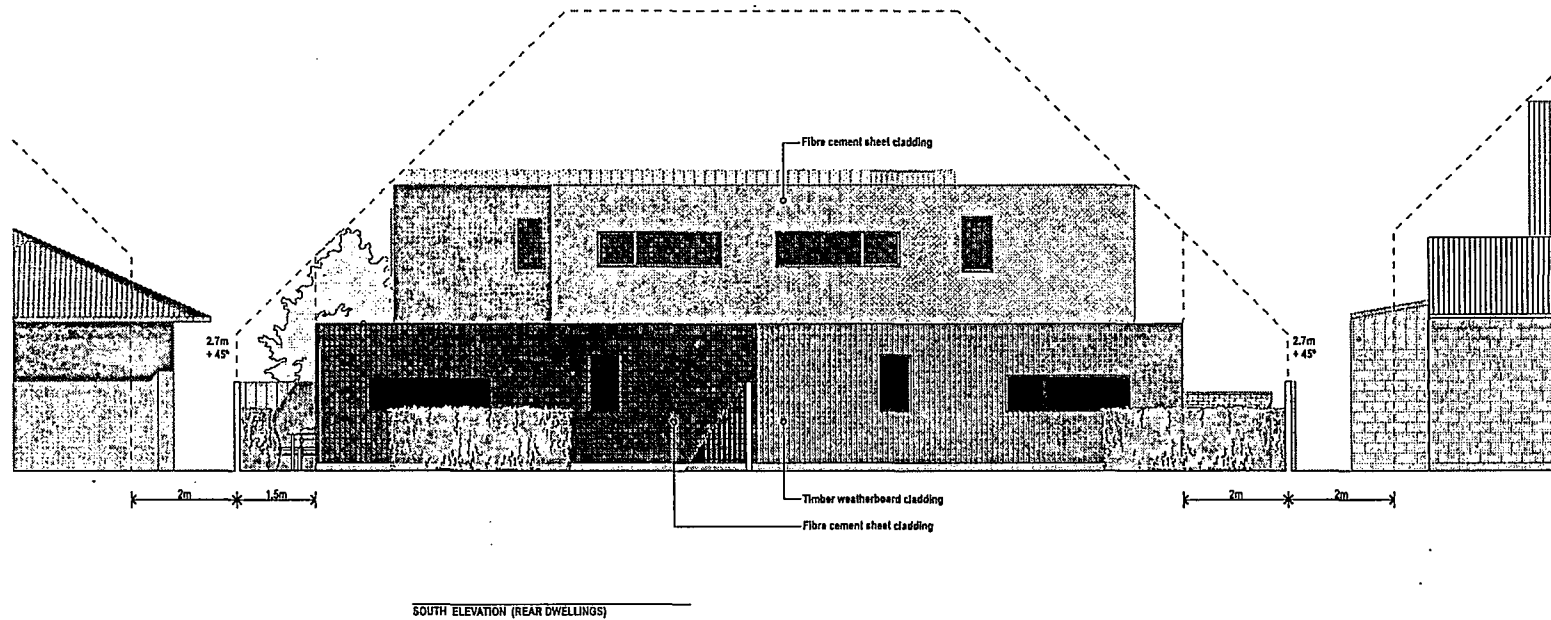 Fibre cement sheet cladding
2.7m
+ 45°
2.7m
+ 45°
2m
1.5m
2m
2m
Timber weatherboard cladding
Fibre cement sheet cladding
SOUTH ELEVATION (REAR DWELLINGS)